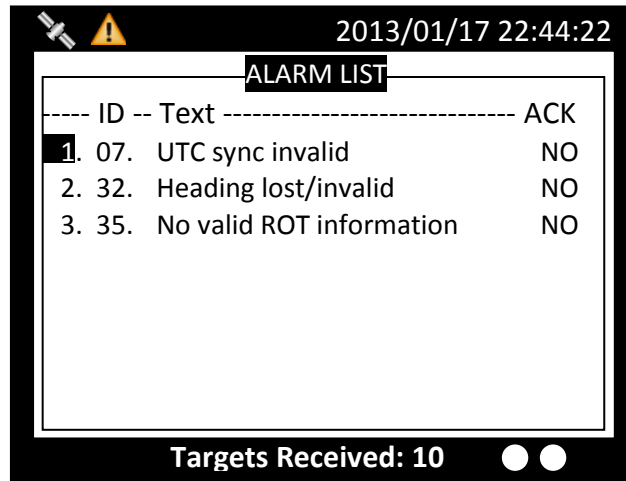 2013/01/17 22:44:22
ALARM LIST
----- ID -- Text ------------------------------ ACK
1. 07. UTC sync invalid NO
2. 32. Heading lost/invalid NO
3. 35. No valid ROT information NO
Targets Received: 10